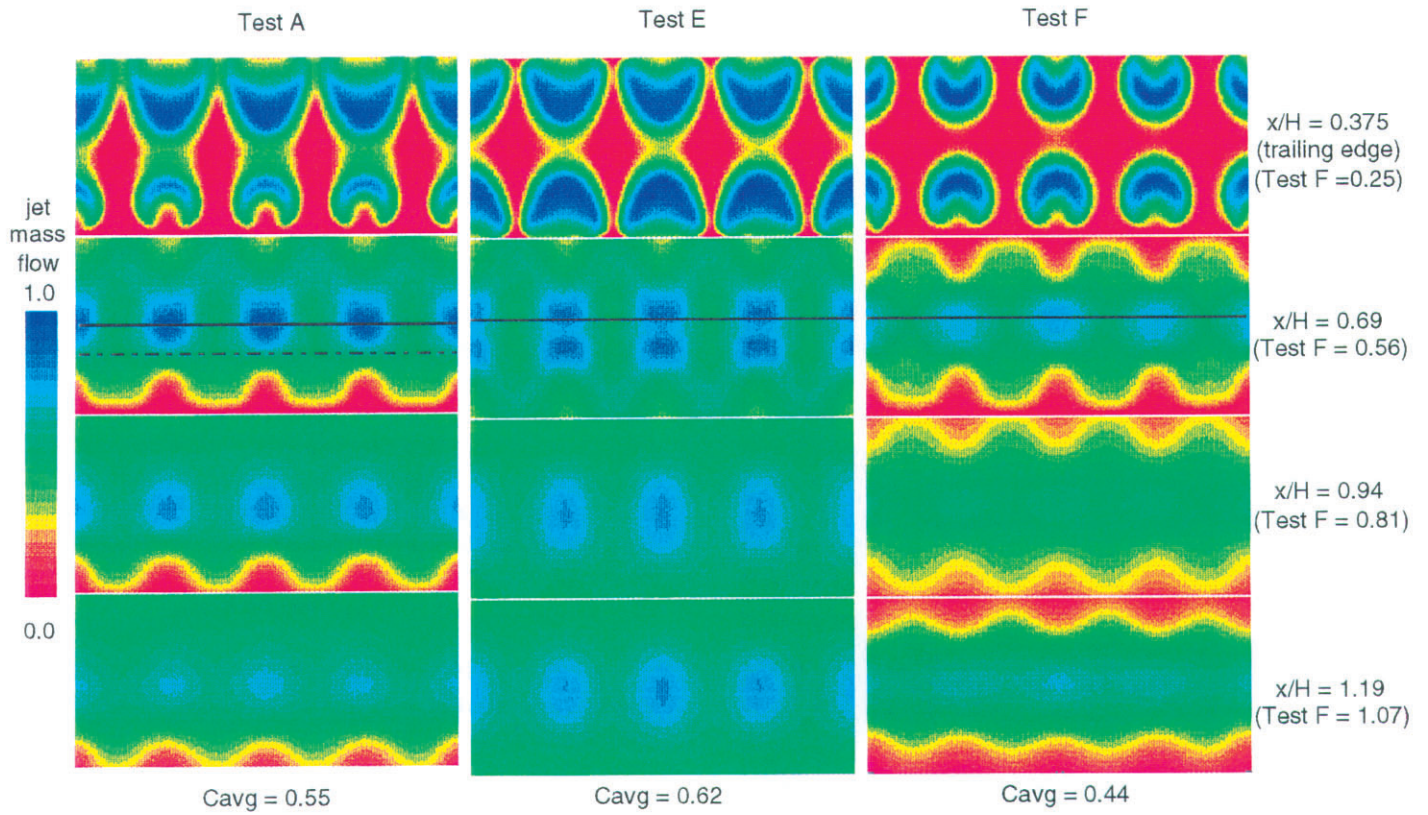 Test A
Test E
Test F
x/H = 0.375
(trailing edge)
(Test F =0.25)
jet
mass
flow
1.0
x/H = 0.69
(Test F = 0.56)
x/H = 0.94
(Test F = 0.81)
0.0
x/H = 1.19
(Test F = 1.07)
Cavg = 0.55
Cavg = 0.62
Cavg = 0.44